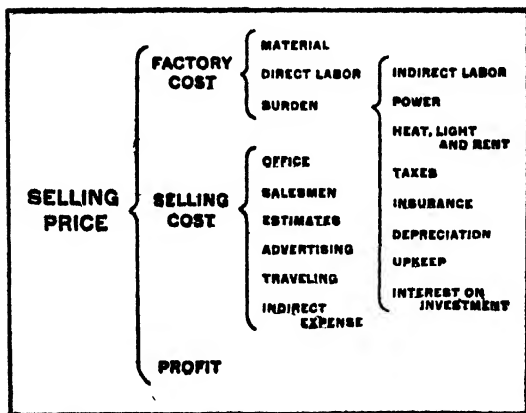 SELLING
PRICE
FACTORY
COST
MATERIAL
DIRECT LABOR
BURDEN
INDIRECT LABOR
POWER
HEAT, LIGHT
AND RENT
TAXES
INSURANCE
DEPRECIATION
UPKEEP
INTEREST ON
INVESTMENT
SELLING
COST
OFFICE
SALESMEN
ESTIMATES
ADVERTISING
TRAVELING
INDIRECT
EXPENSE
PROFIT